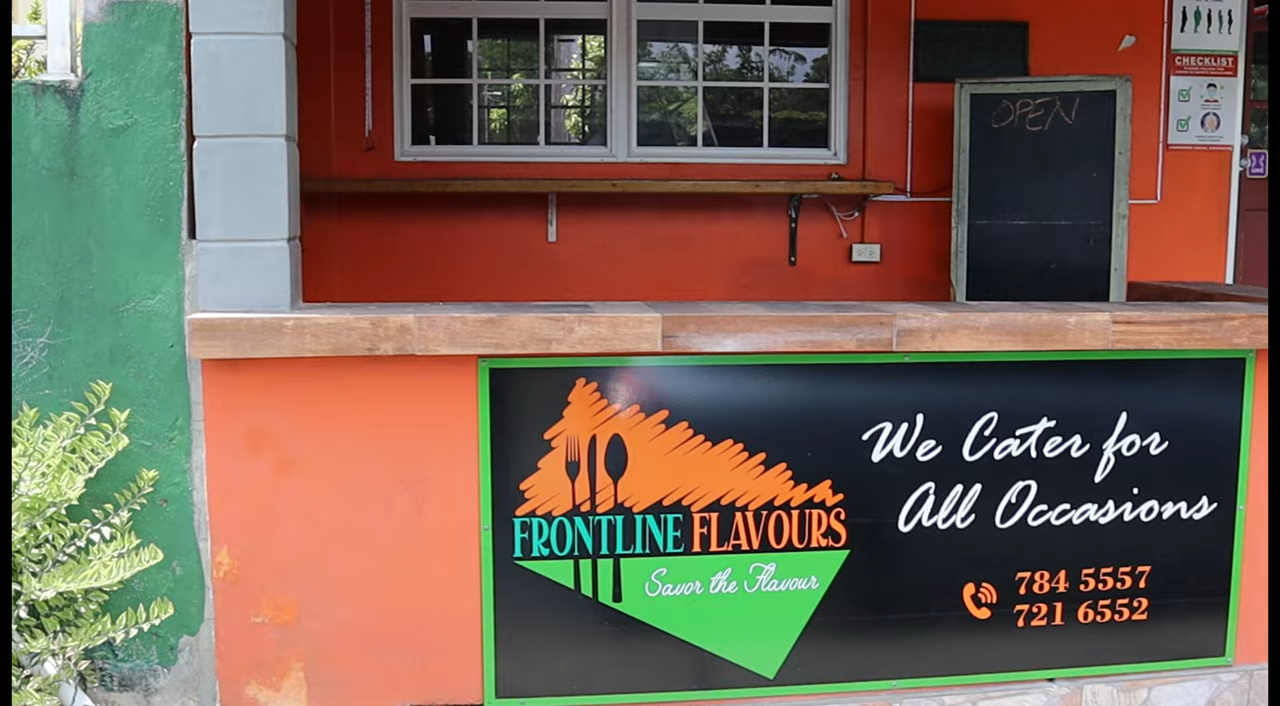 OPEN
CHECKLIST
FRONTLINE FLAVOURS
Savor the Flavour
We Cater for
All Occasions
784 5557
721 6552